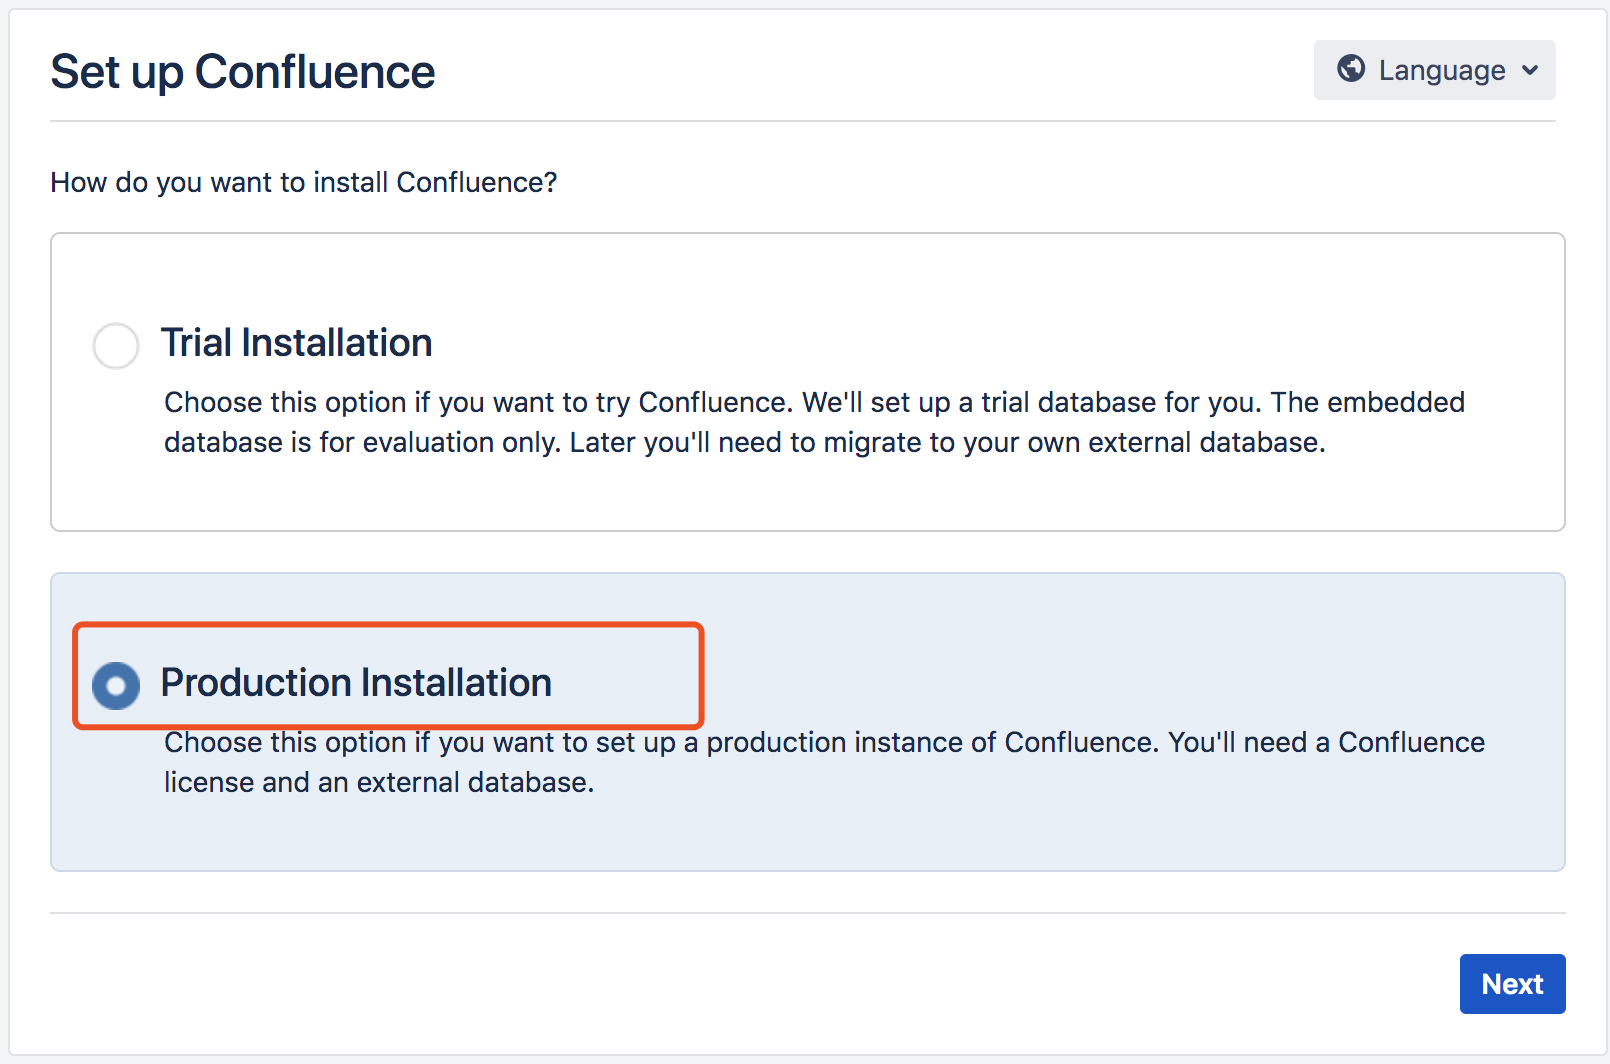 Set up Confluence
Language
How do you want to install Confluence?
Trial Installation
Choose this option if you want to try Confluence. We'll set up a trial database for you. The embedded
database is for evaluation only. Later you'll need to migrate to your own external database.
Production Installation
Choose this option if you want to set up a production instance of Confluence. You'll need a Confluence
license and an external database.
Next